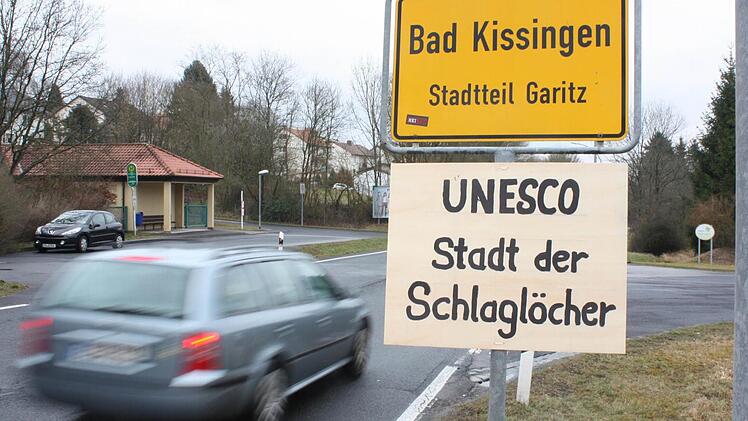 Bad Kissingen
Stadtteil Garitz
UNESCO
Stadt der
Schlaglöcher